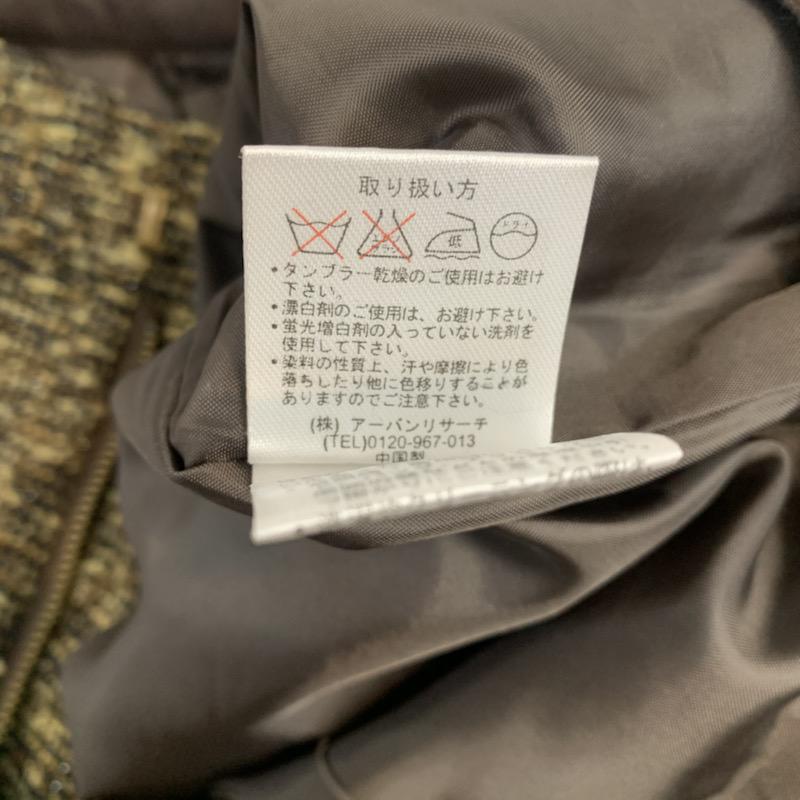 取り扱い方
エンソ サラシ 低 ドライ
・タンブラー乾燥のご使用はお避け
下さい。
・漂白剤のご使用は、お避け下さい。
・蛍光増白剤の入っていない洗剤を
使用して下さい。
・染料の性質上、汗や摩擦により色
落ちしたり他に色移りすることが
ありますのでご注意下さい。
(株) アーバンリサーチ
(TEL)0120-967-013
中国製